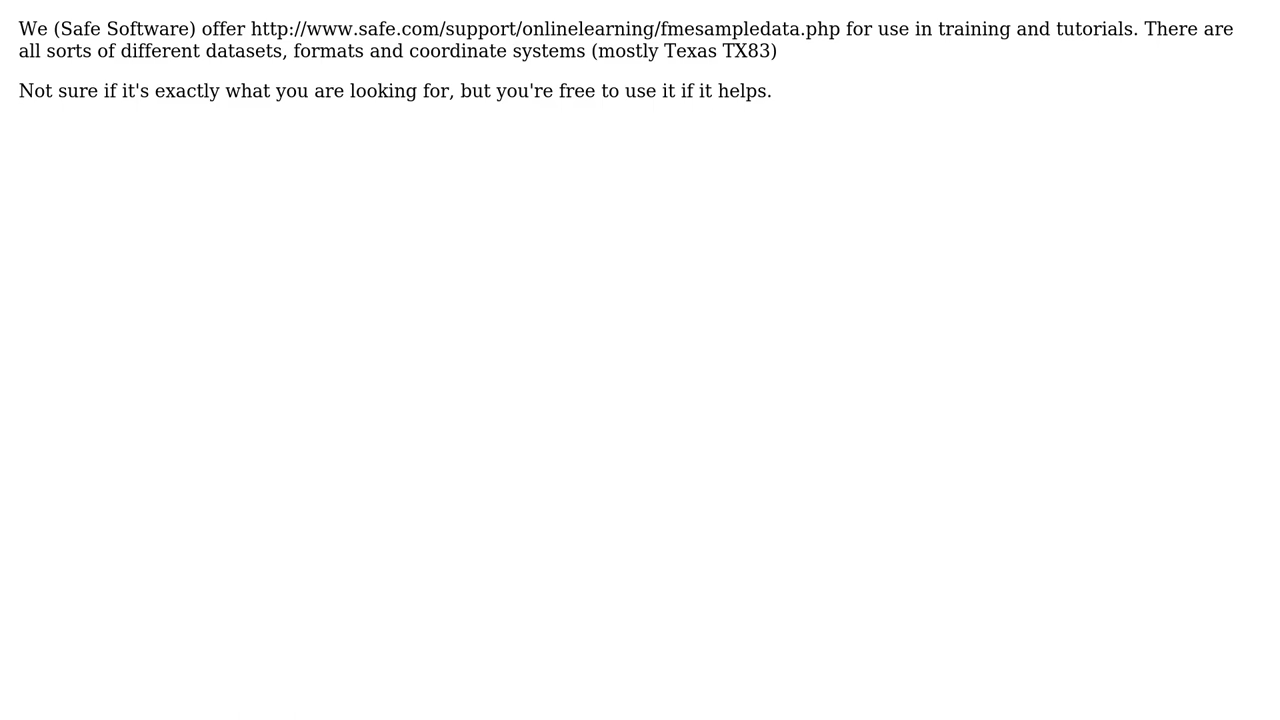 We (Safe Software) offer http://www.safe.com/support/onlinelearning/fmesampledata.php for use in training and tutorials. There are
all sorts of different datasets, formats and coordinate systems (mostly Texas TX83)
Not sure if it's exactly what you are looking for, but you're free to use it if it helps.